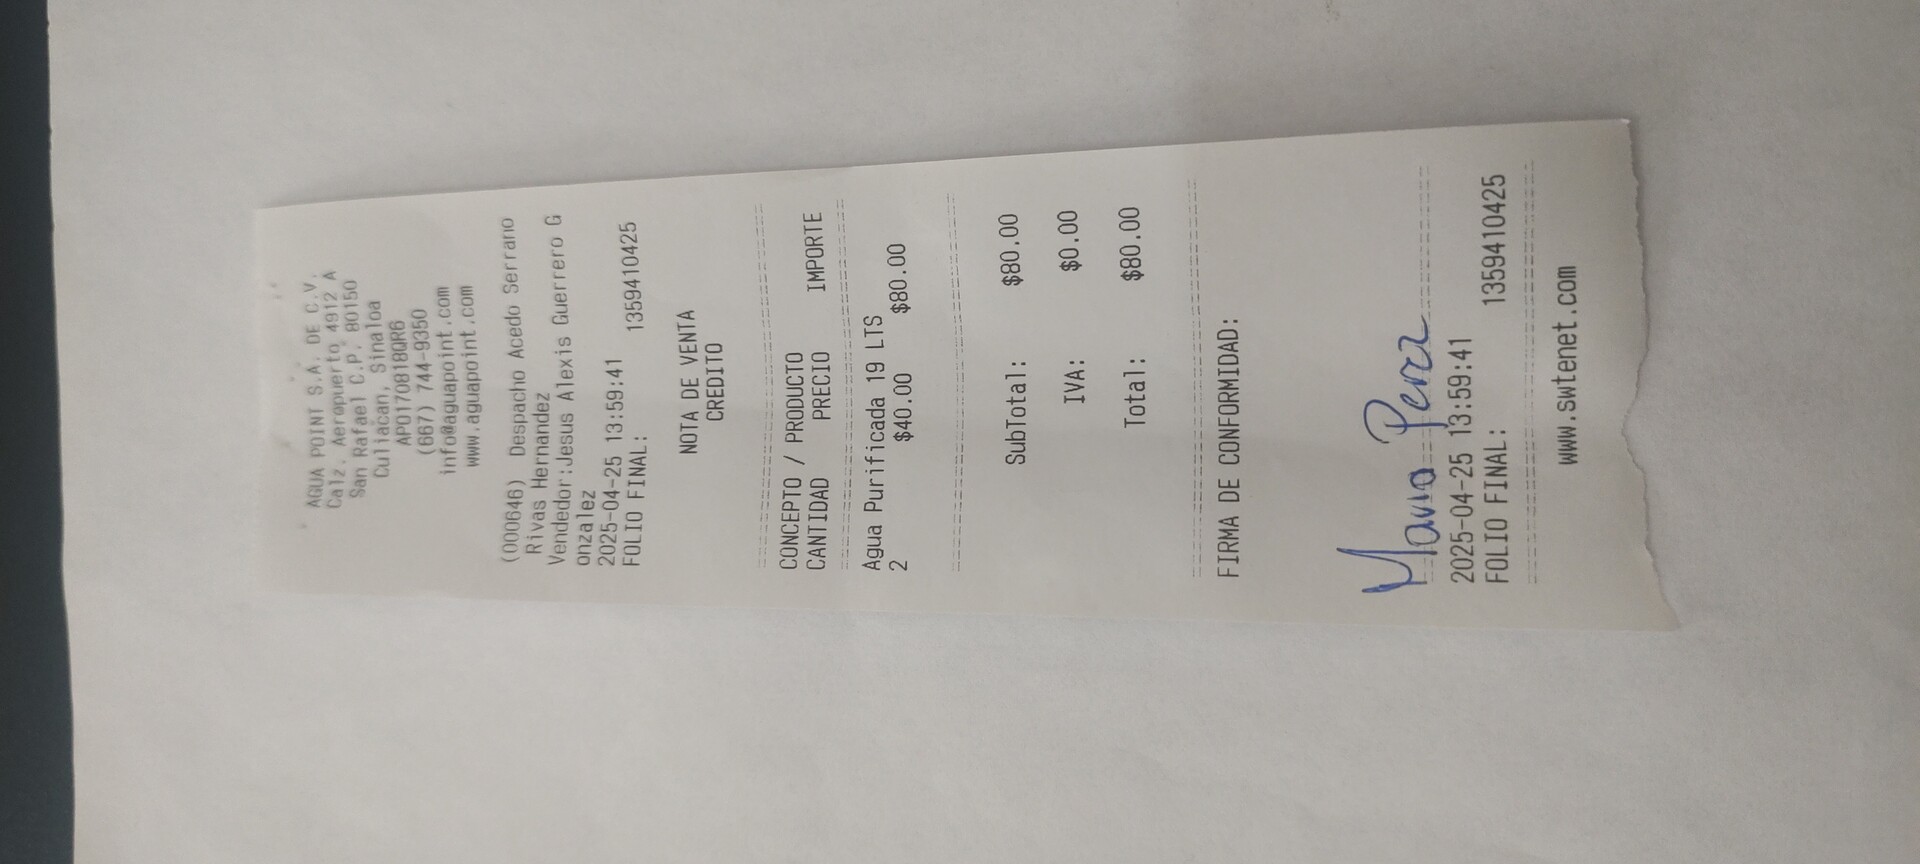 AGUA POINT S.A. DE C.V.
Calz. Aeropuerto 4912 A
San Rafael C.P. 80150
Culiacan, Sinaloa
APO170818QR6
(667) 744-9350
info@aguapoint.com
www.aguapoint.com
(000646) Despacho Acedo Serrano
Rivas Hernandez
Vendedor:Jesus Alexis Guerrero G
onzalez
2025-04-25 13:59:41
FOLIO FINAL: 1359410425
NOTA DE VENTA
CREDITO
CONCEPTO / PRODUCTO
CANTIDAD PRECIO IMPORTE
Agua Purificada 19 LTS
2 $40.00 $80.00
SubTotal: $80.00
IVA: $0.00
Total: $80.00
FIRMA DE CONFORMIDAD:
Mario Perez
2025-04-25 13:59:41
FOLIO FINAL: 1359410425
www.swtenet.com